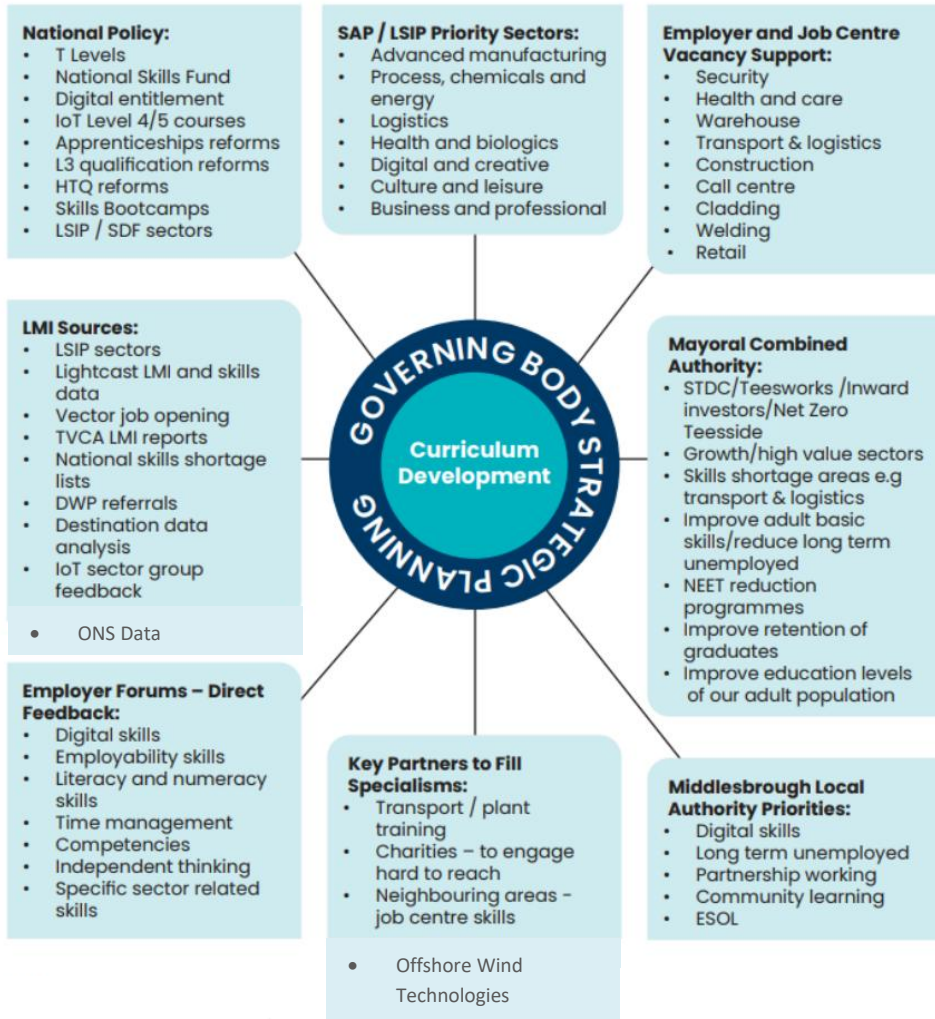 National Policy:
• T Levels
• National Skills Fund
• Digital entitlement
• IoT Level 4/5 courses
• Apprenticeships reforms
• L3 qualification reforms
• HTQ reforms
• Skills Bootcamps
• LSIP / SDF sectors
SAP / LSIP Priority Sectors:
• Advanced manufacturing
• Process, chemicals and
energy
• Logistics
• Health and biologics
• Digital and creative
• Culture and leisure
• Business and professional
Employer and Job Centre
Vacancy Support:
• Security
• Health and care
• Warehouse
• Transport & logistics
• Construction
• Call centre
• Cladding
• Welding
• Retail
LMI Sources:
• LSIP sectors
• Lightcast LMI and skills
data
• Vector job opening
• TVCA LMI reports
• National skills shortage
lists
• DWP referrals
• Destination data
analysis
• IoT sector group
feedback
• ONS Data
GOVERNING BODY STRATEGIC PLANNING
Curriculum
Development
Mayoral Combined
Authority:
• STDC/Teesworks /Inward
investors/Net Zero
Teesside
• Growth/high value sectors
• Skills shortage areas e.g
transport & logistics
• Improve adult basic
skills/reduce long term
unemployed
• NEET reduction
programmes
• Improve retention of
graduates
• Improve education levels
of our adult population
Employer Forums – Direct
Feedback:
• Digital skills
• Employability skills
• Literacy and numeracy
skills
• Time management
• Competencies
• Independent thinking
• Specific sector related
skills
Key Partners to Fill
Specialisms:
• Transport / plant
training
• Charities – to engage
hard to reach
• Neighbouring areas -
job centre skills
• Offshore Wind
Technologies
Middlesbrough Local
Authority Priorities:
• Digital skills
• Long term unemployed
• Partnership working
• Community learning
• ESOL